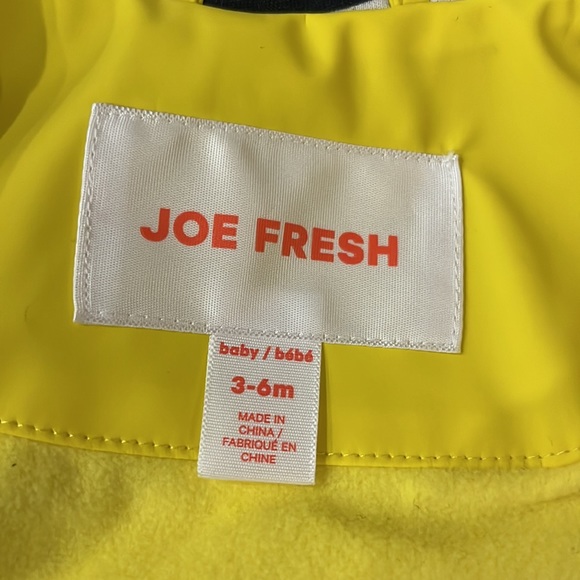 JOE FRESH
baby / bébé
3-6m
MADE IN
CHINA /
FABRIQUÉ EN
CHINE